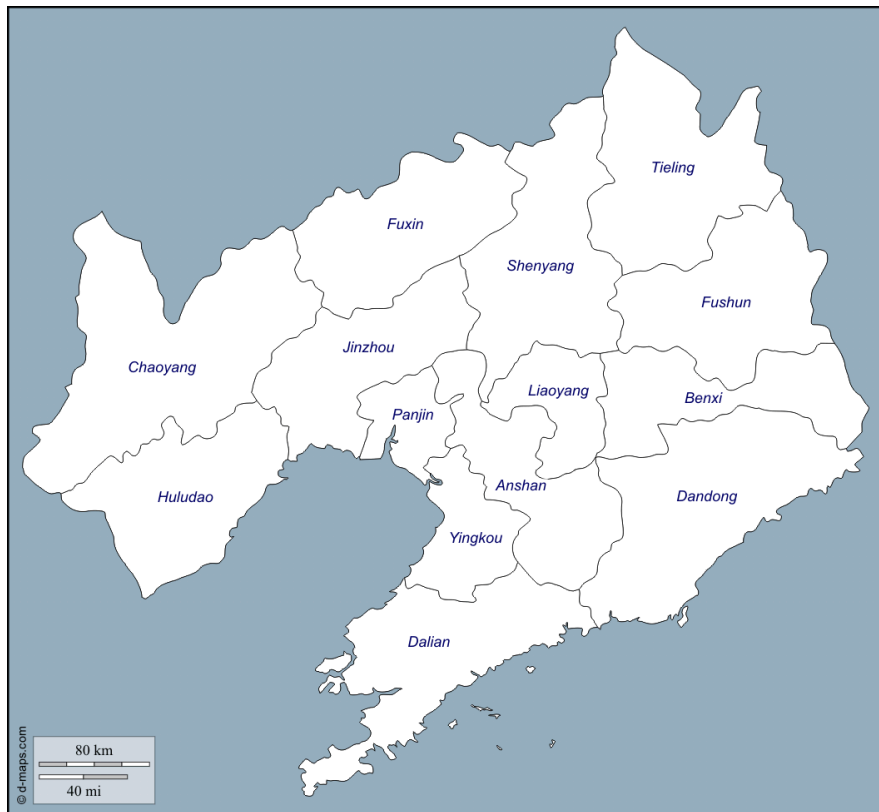 Tieling
Fuxin
Shenyang
Fushun
Jinzhou
Chaoyang
Liaoyang
Benxi
Panjin
Anshan
Huludao
Dandong
Yingkou
Dalian
80 km
40 mi
© d-maps.com